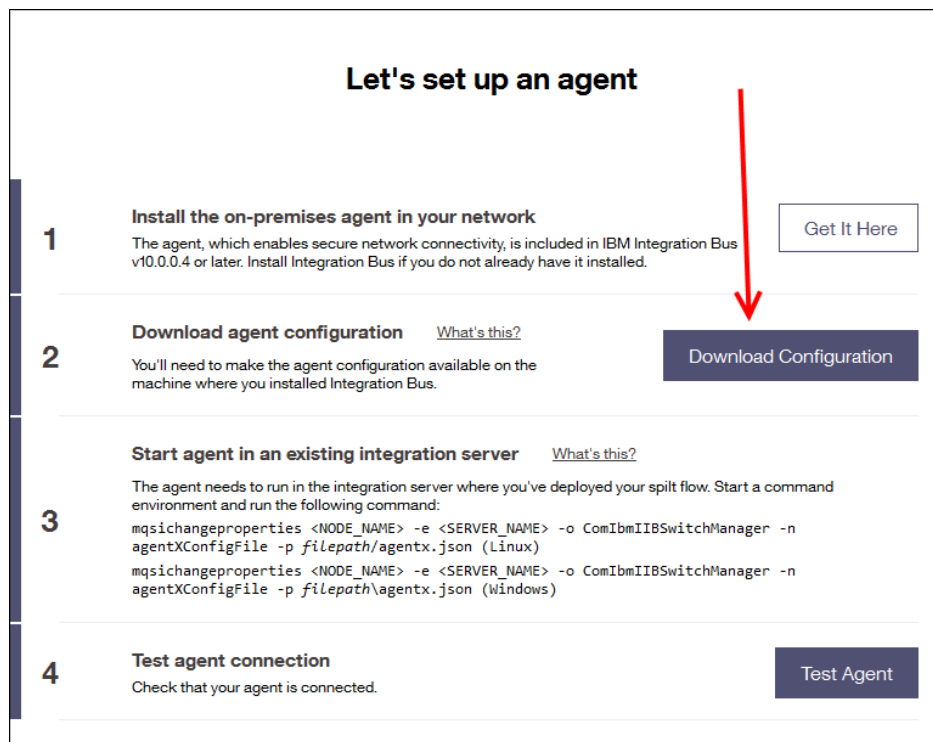 Let's set up an agent
1
Install the on-premises agent in your network
The agent, which enables secure network connectivity, is included in IBM Integration Bus
v10.0.0.4 or later. Install Integration Bus if you do not already have it installed.
Get It Here
2
Download agent configuration What's this?
You'll need to make the agent configuration available on the
machine where you installed Integration Bus.
Download Configuration
3
Start agent in an existing integration server What's this?
The agent needs to run in the integration server where you've deployed your spilt flow. Start a command
environment and run the following command:
mqsichangeproperties <NODE_NAME> -e <SERVER_NAME> -o ComIbmIIBSwitchManager -n
agentXConfigFile -p filepath/agentx.json (Linux)
mqsichangeproperties <NODE_NAME> -e <SERVER_NAME> -o ComIbmIIBSwitchManager -n
agentXConfigFile -p filepath\agentx.json (Windows)
4
Test agent connection
Check that your agent is connected.
Test Agent